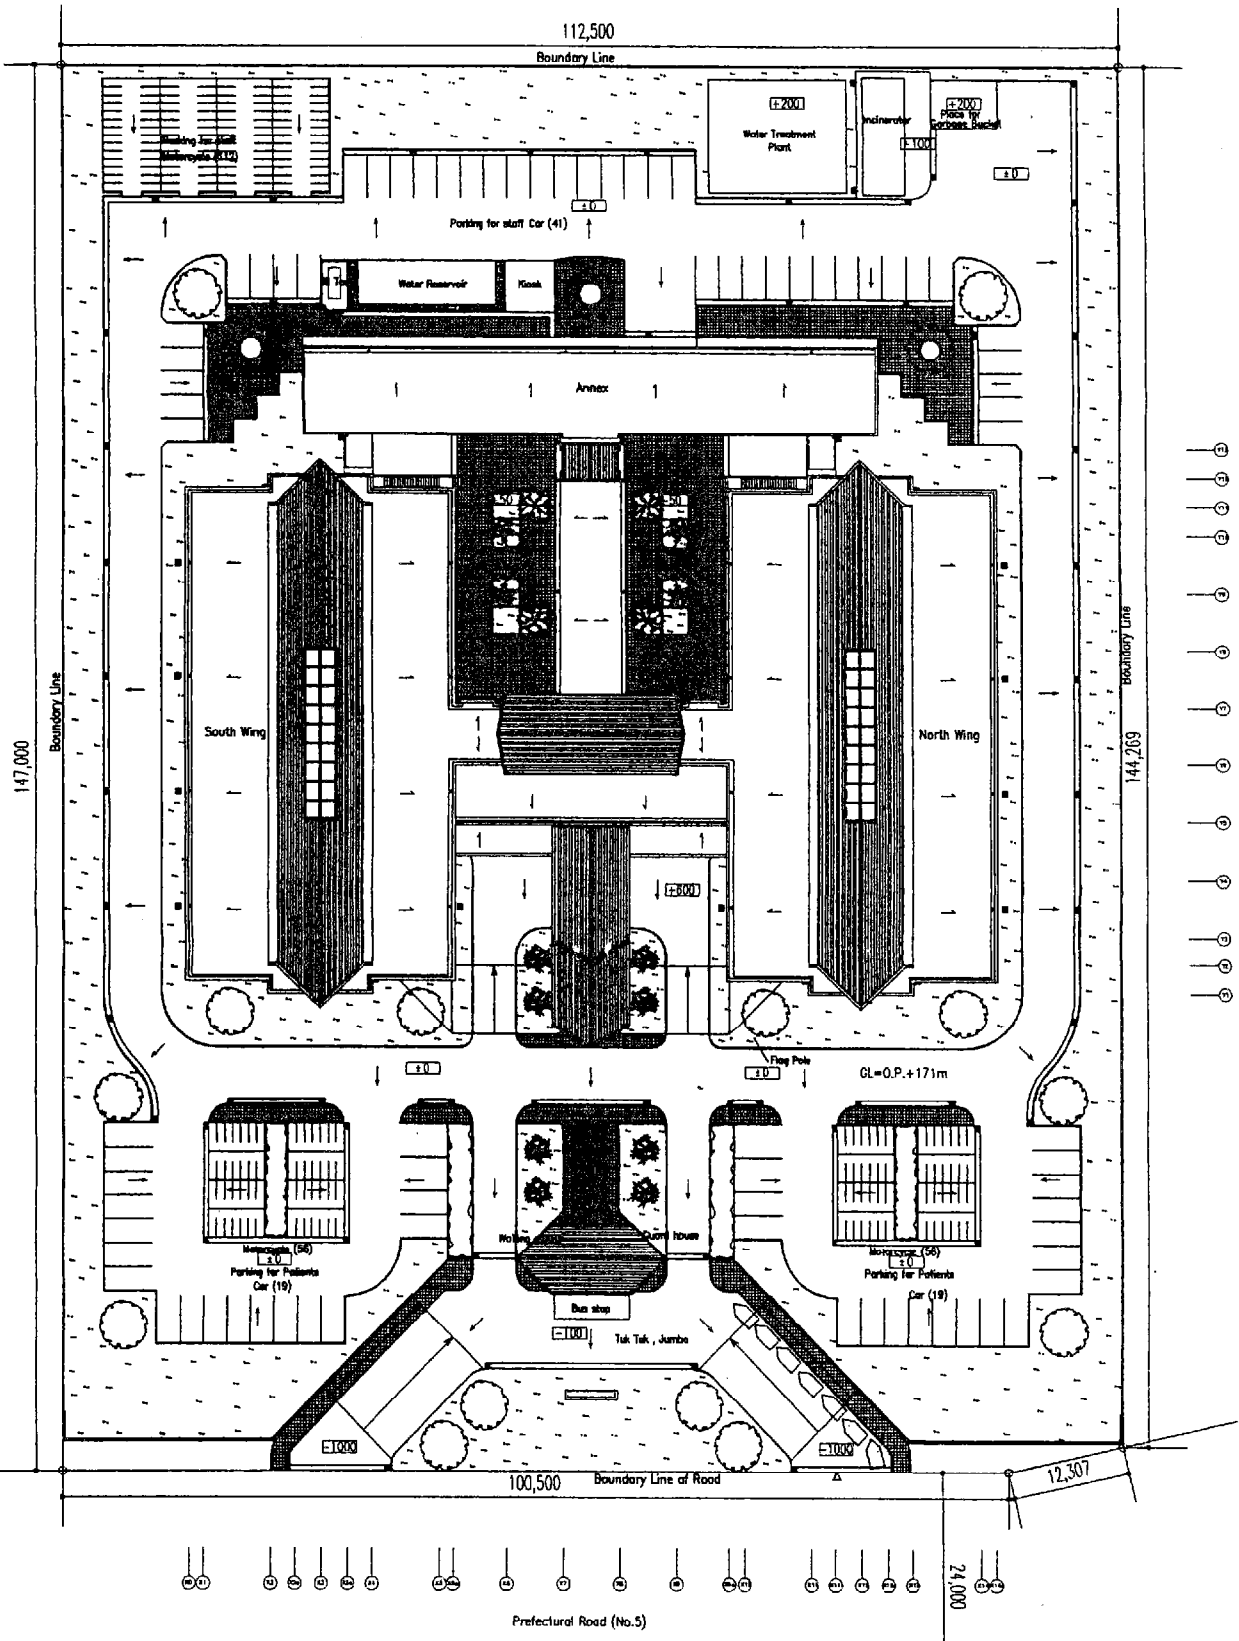 112,500
Boundary Line
+200
Water Treatment
Plant
Incinerator
+200
Place for
Garbage Bucket
+100
±0
Parking for staff
Motorcycle
±0
Parking for staff Car (41)
Water Reservoir
Kiosk
Annex
-50
-50
Boundary Line
147,000
South Wing
North Wing
Boundary Line
144,269
+600
Flag Pole
±0
±0
GL=O.P.+171m
Guard house
Motorcycle (56)
±0
Parking for Patients
Car (19)
Motorcycle (56)
±0
Parking for Patients
Car (19)
Bus stop
-100
Tuk Tuk , Jumbo
-1000
-1000
100,500
Boundary Line of Road
12,307
24,000
Prefectural Road (No.5)